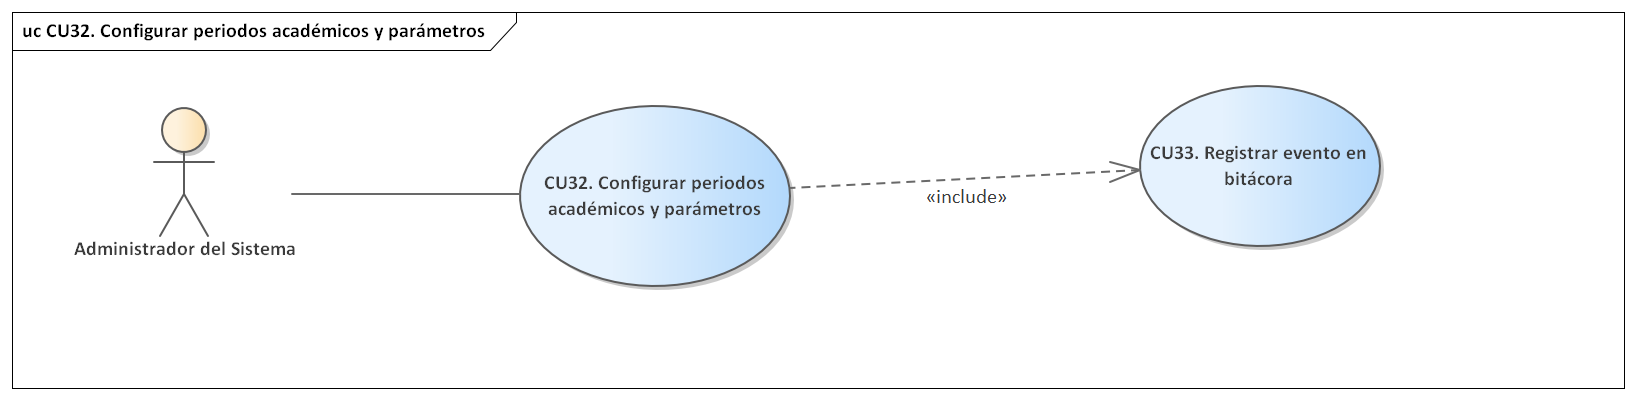 uc CU32. Configurar periodos académicos y parámetros
Administrador del Sistema
CU32. Configurar periodos
académicos y parámetros
«include»
CU33. Registrar evento en
bitácora